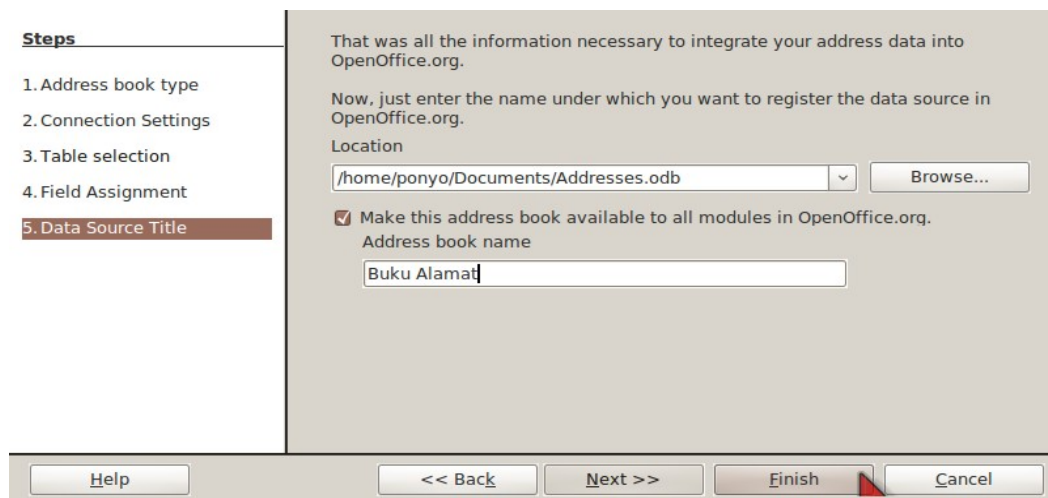 Steps
1. Address book type
2. Connection Settings
3. Table selection
4. Field Assignment
5. Data Source Title
That was all the information necessary to integrate your address data into
OpenOffice.org.
Now, just enter the name under which you want to register the data source in
OpenOffice.org.
Location
/home/ponyo/Documents/Addresses.odb
Browse...
Make this address book available to all modules in OpenOffice.org.
Address book name
Buku Alamat
Help
<< Back
Next >>
Finish
Cancel